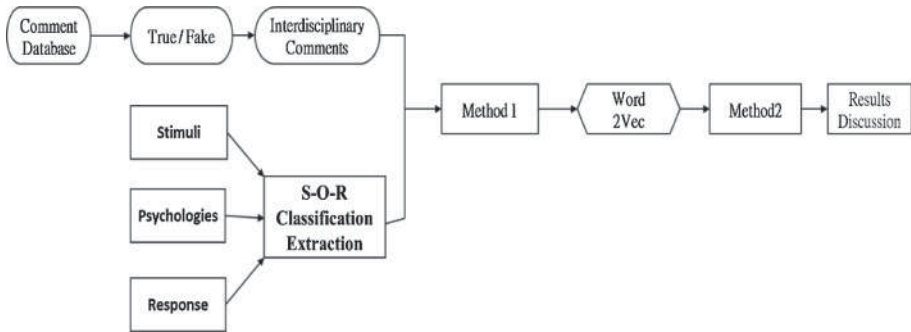 Comment
Database
True/Fake
Interdisciplinary
Comments
Method 1
Word
2Vec
Method2
Results
Discussion
Stimuli
Psychologies
Response
S-O-R
Classification
Extraction